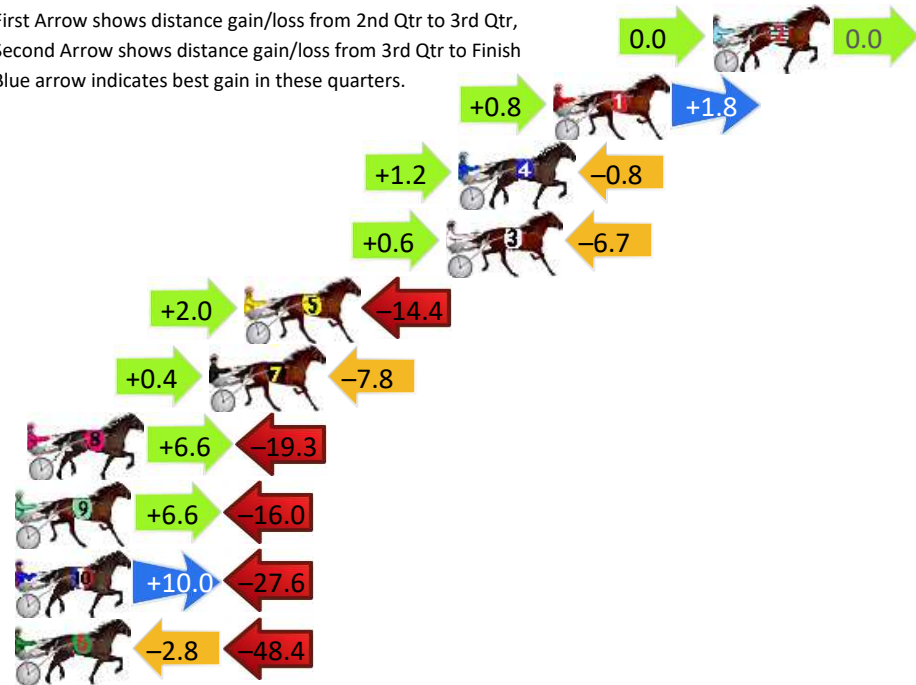 First Arrow shows distance gain/loss from 2nd Qtr to 3rd Qtr,
Second Arrow shows distance gain/loss from 3rd Qtr to Finish
Blue arrow indicates best gain in these quarters.
0.0 0.0
+0.8 1 +1.8
+1.2 4 –0.8
+0.6 3 –6.7
+2.0 5 –14.4
+0.4 7 –7.8
8 +6.6 –19.3
9 +6.6 –16.0
10 +10.0 –27.6
–2.8 –48.4